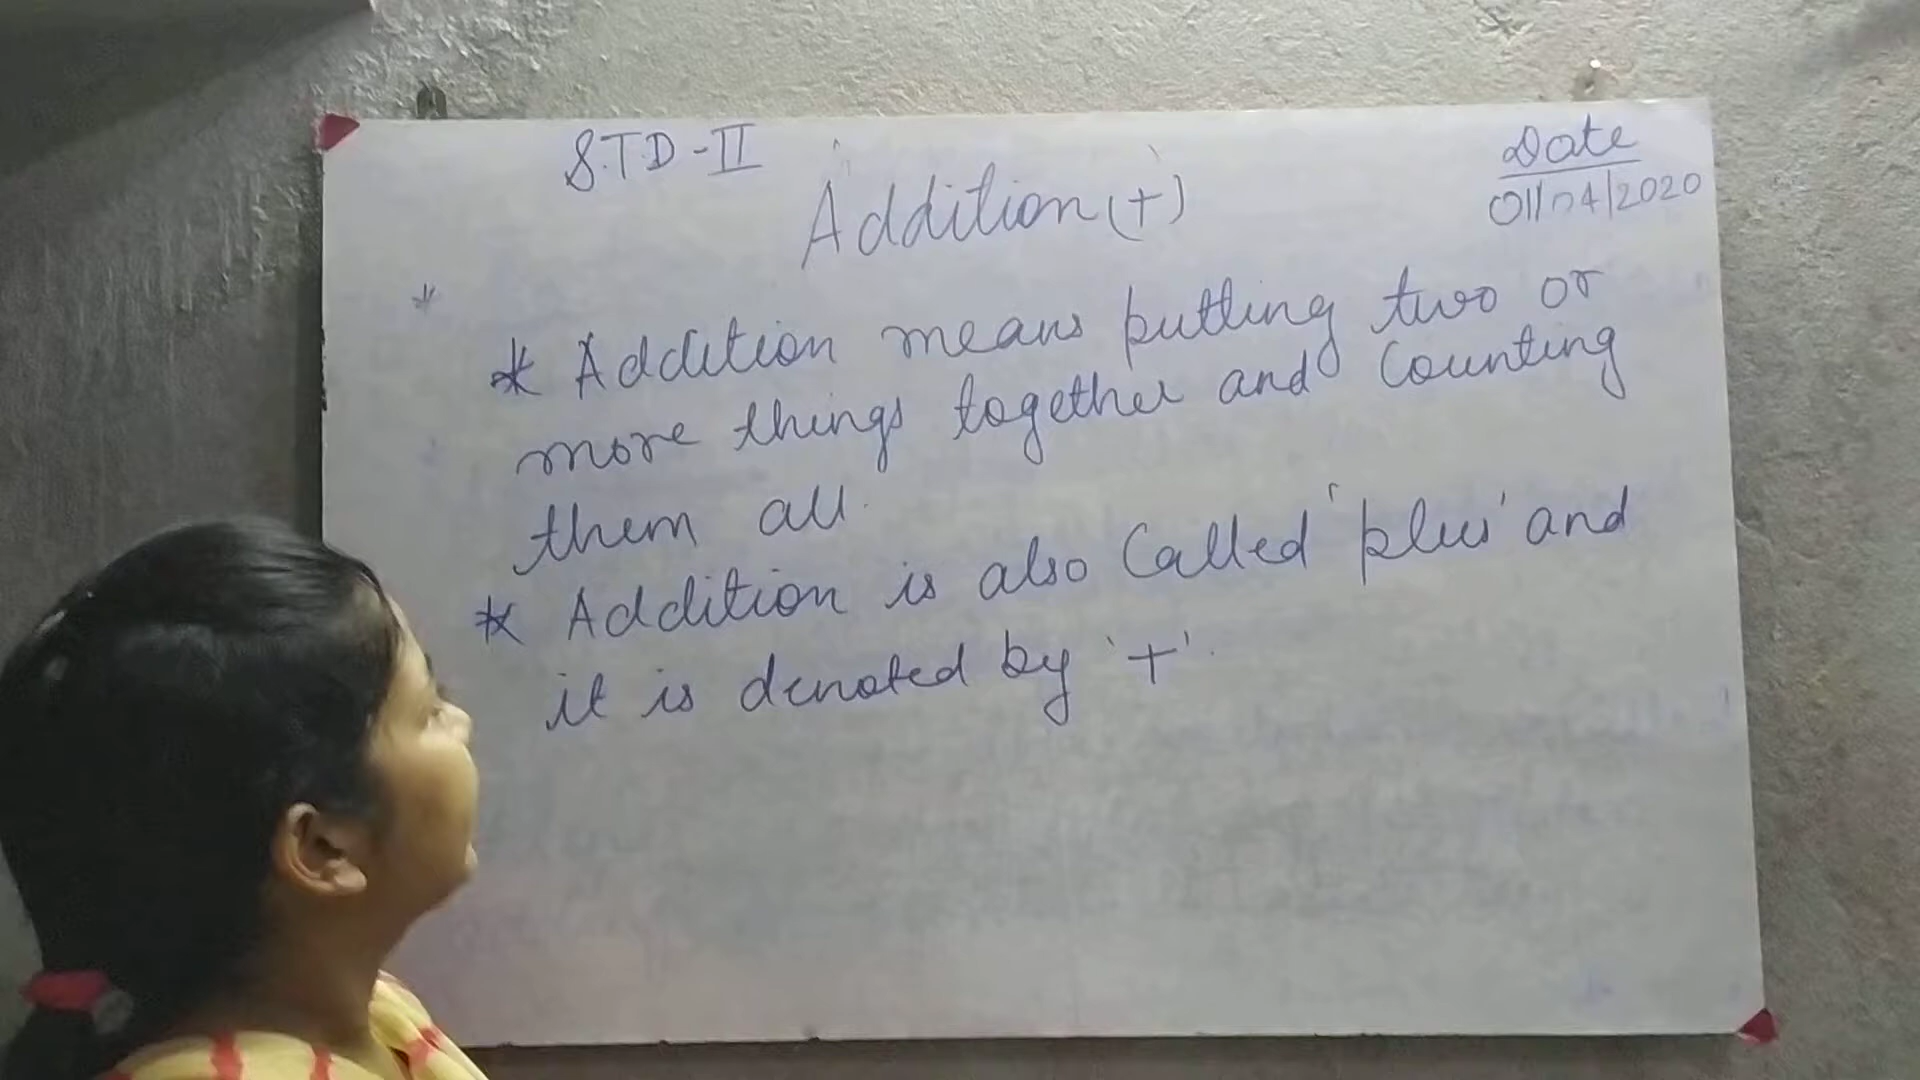 S.T.D-II
Date
Addition (+)
01/04/2020
* Addition means putting two or
more things together and Counting
them all.
* Addition is also Called 'plus' and
it is denoted by '+'.